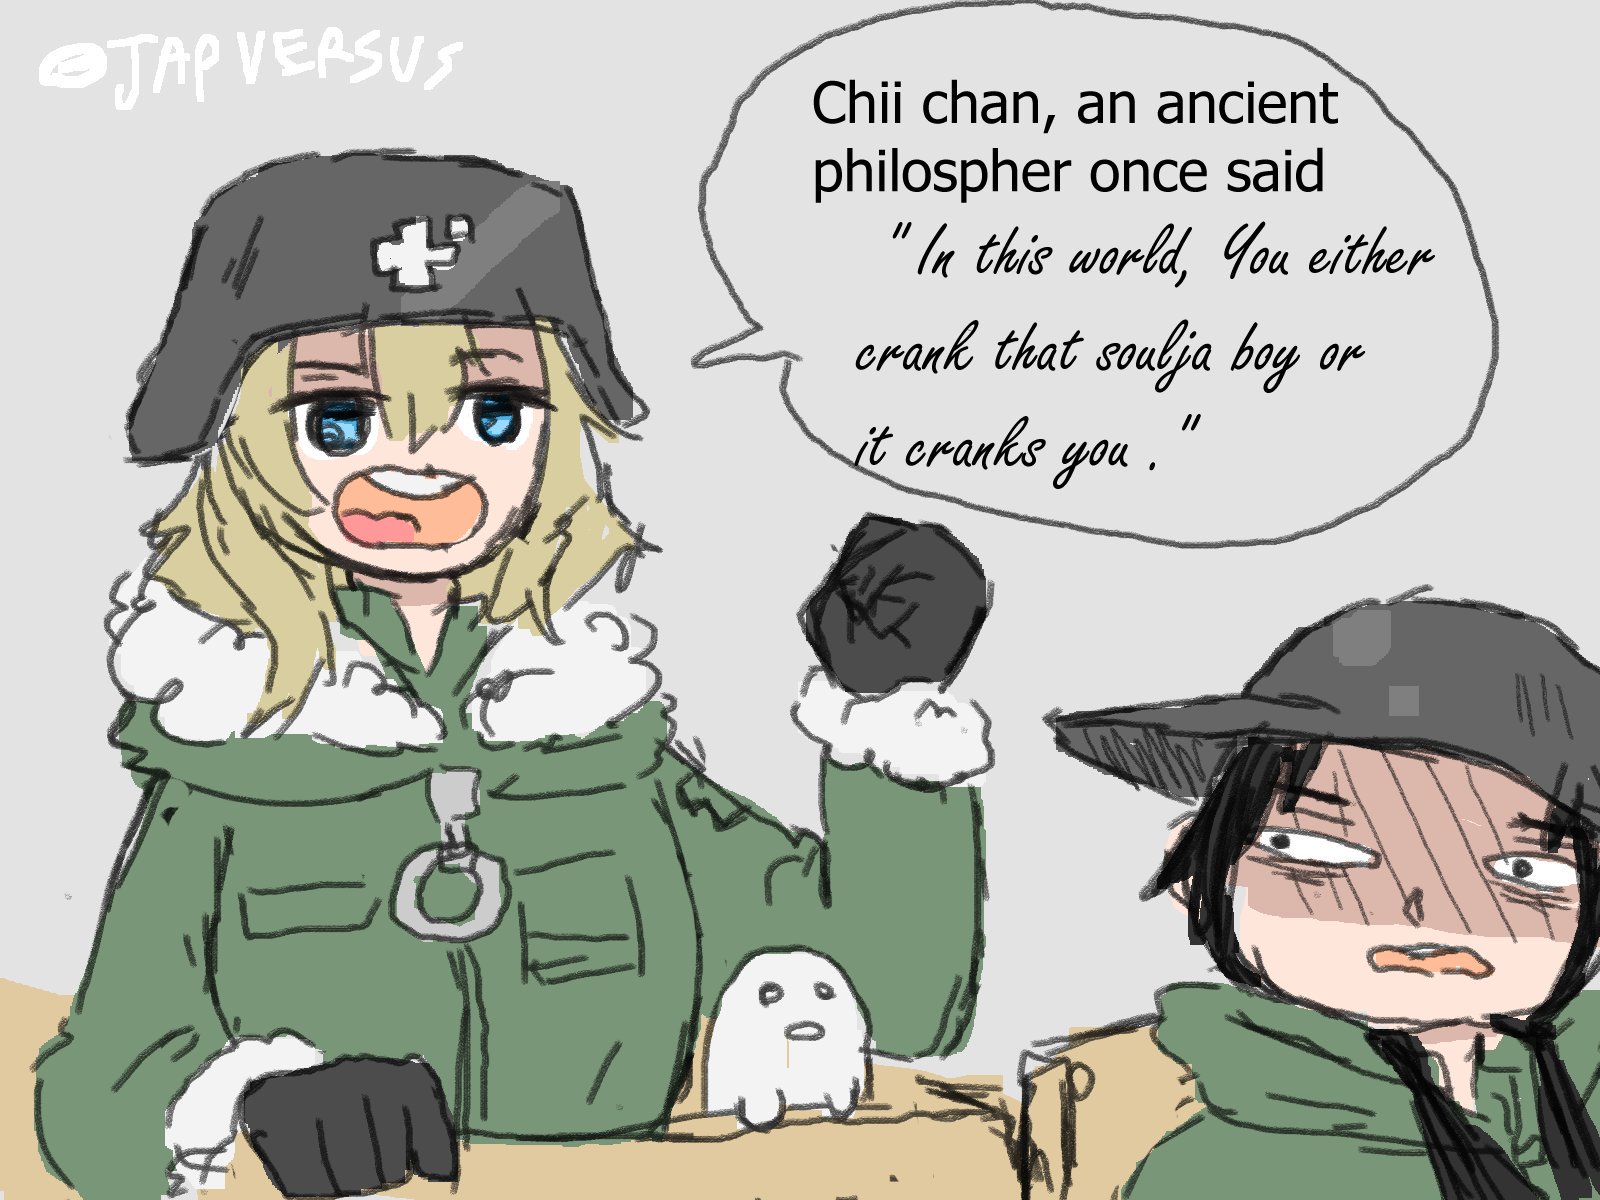 @JAPVERSUS
Chii chan, an ancient
philospher once said
"In this world, You either
crank that soulja boy or
it cranks you ."